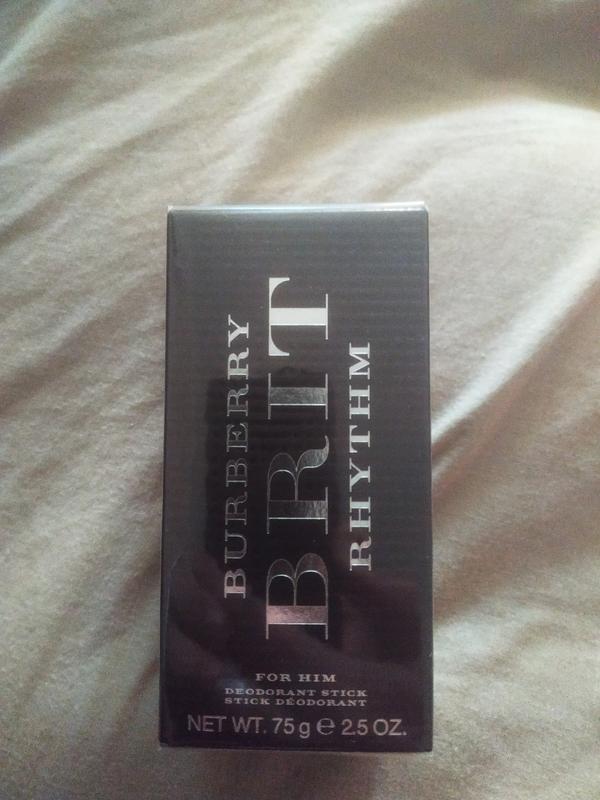 BURBERRY
BRIT
RHYTHM
FOR HIM
DEODORANT STICK
STICK DÉODORANT
NET WT. 75 g ℮ 2.5 OZ.